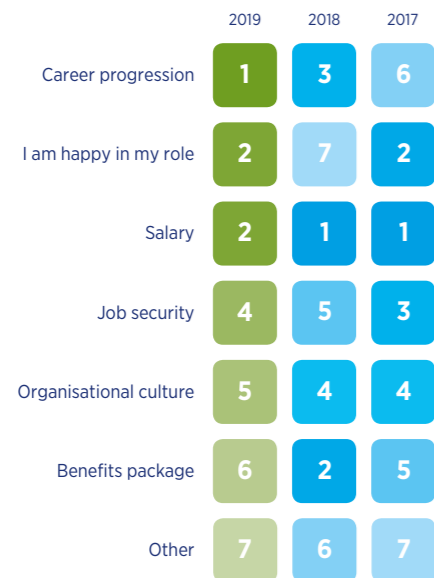 2019 2018 2017
Career progression 1 3 6
I am happy in my role 2 7 2
Salary 2 1 1
Job security 4 5 3
Organisational culture 5 4 4
Benefits package 6 2 5
Other 7 6 7